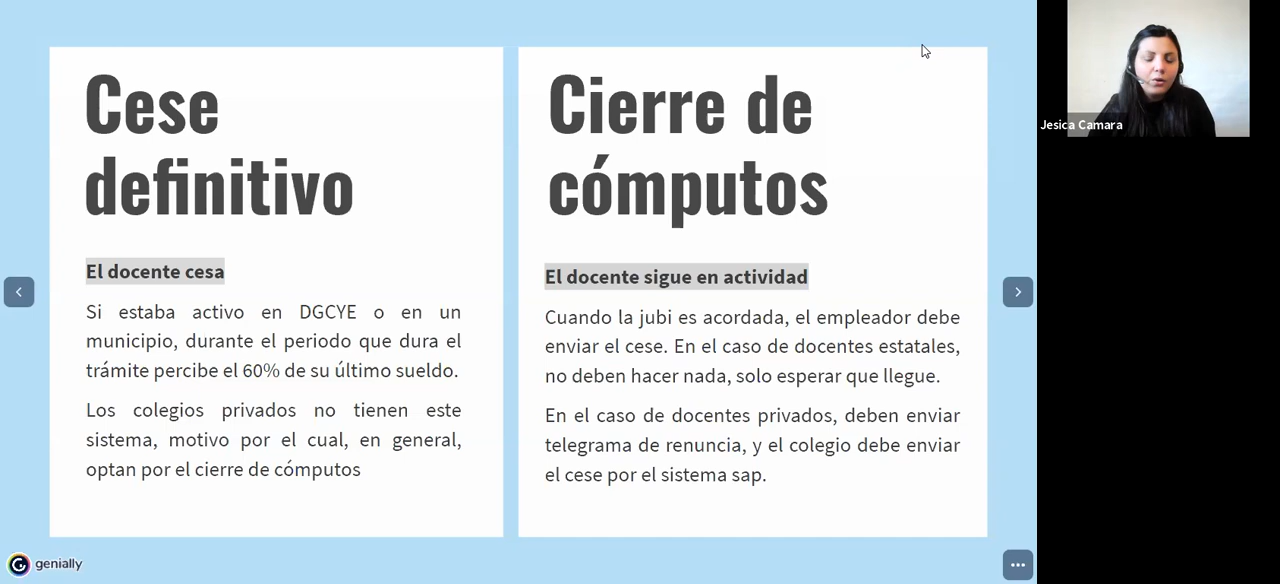 Cese
definitivo
El docente cesa
Si estaba activo en DGCYE o en un
municipio, durante el periodo que dura el
trámite percibe el 60% de su último sueldo.
Los colegios privados no tienen este
sistema, motivo por el cual, en general,
optan por el cierre de cómputos
Cierre de
cómputos
El docente sigue en actividad
Cuando la jubi es acordada, el empleador debe
enviar el cese. En el caso de docentes estatales,
no deben hacer nada, solo esperar que llegue.
En el caso de docentes privados, deben enviar
telegrama de renuncia, y el colegio debe enviar
el cese por el sistema sap.
Jesica Camara
genially